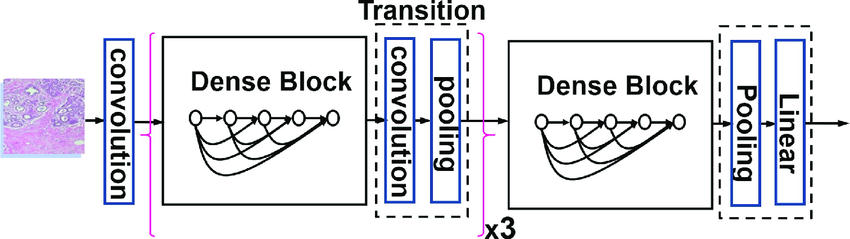 Transition
convolution
Dense Block
convolution
pooling
x3
Dense Block
Pooling
Linear